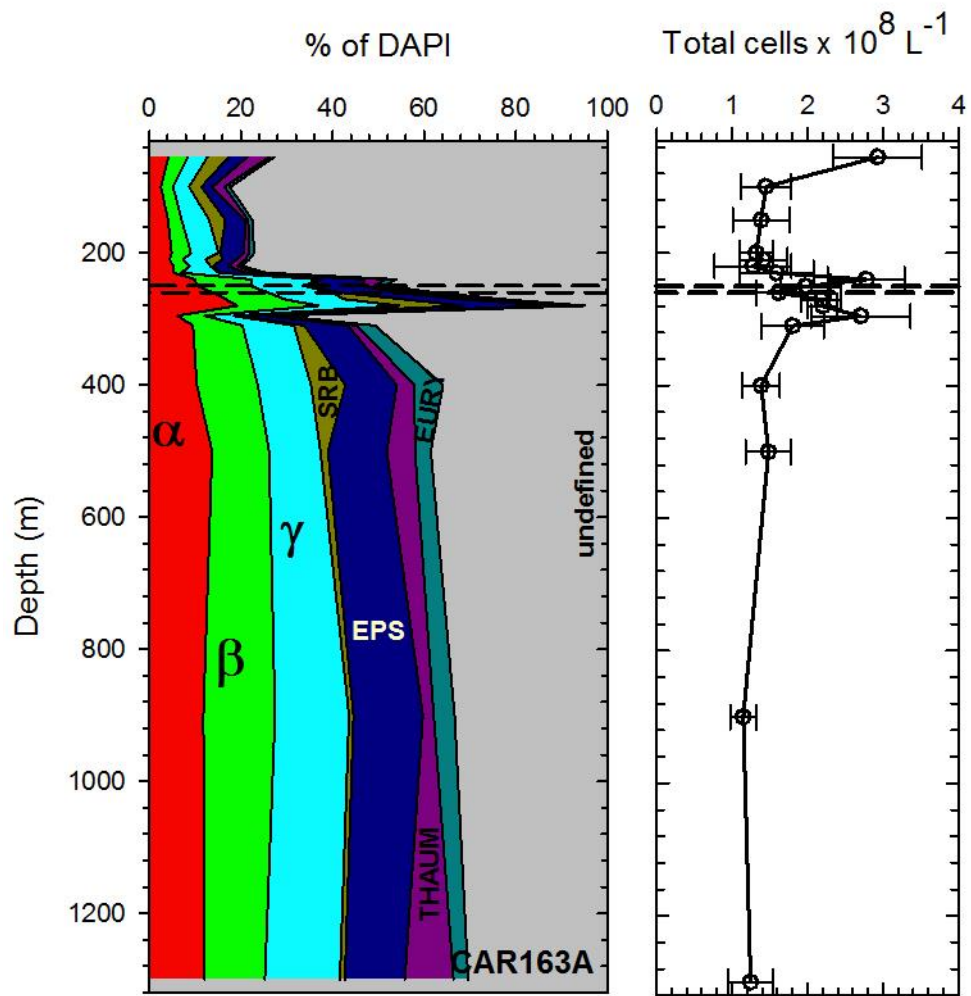 % of DAPI
Total cells x 10⁸ L⁻¹
0 20 40 60 80 100
0 1 2 3 4
200
400
600
800
1000
1200
Depth (m)
α
β
γ
SRB
EPS
THAUM
EURY
undefined
CAR163A